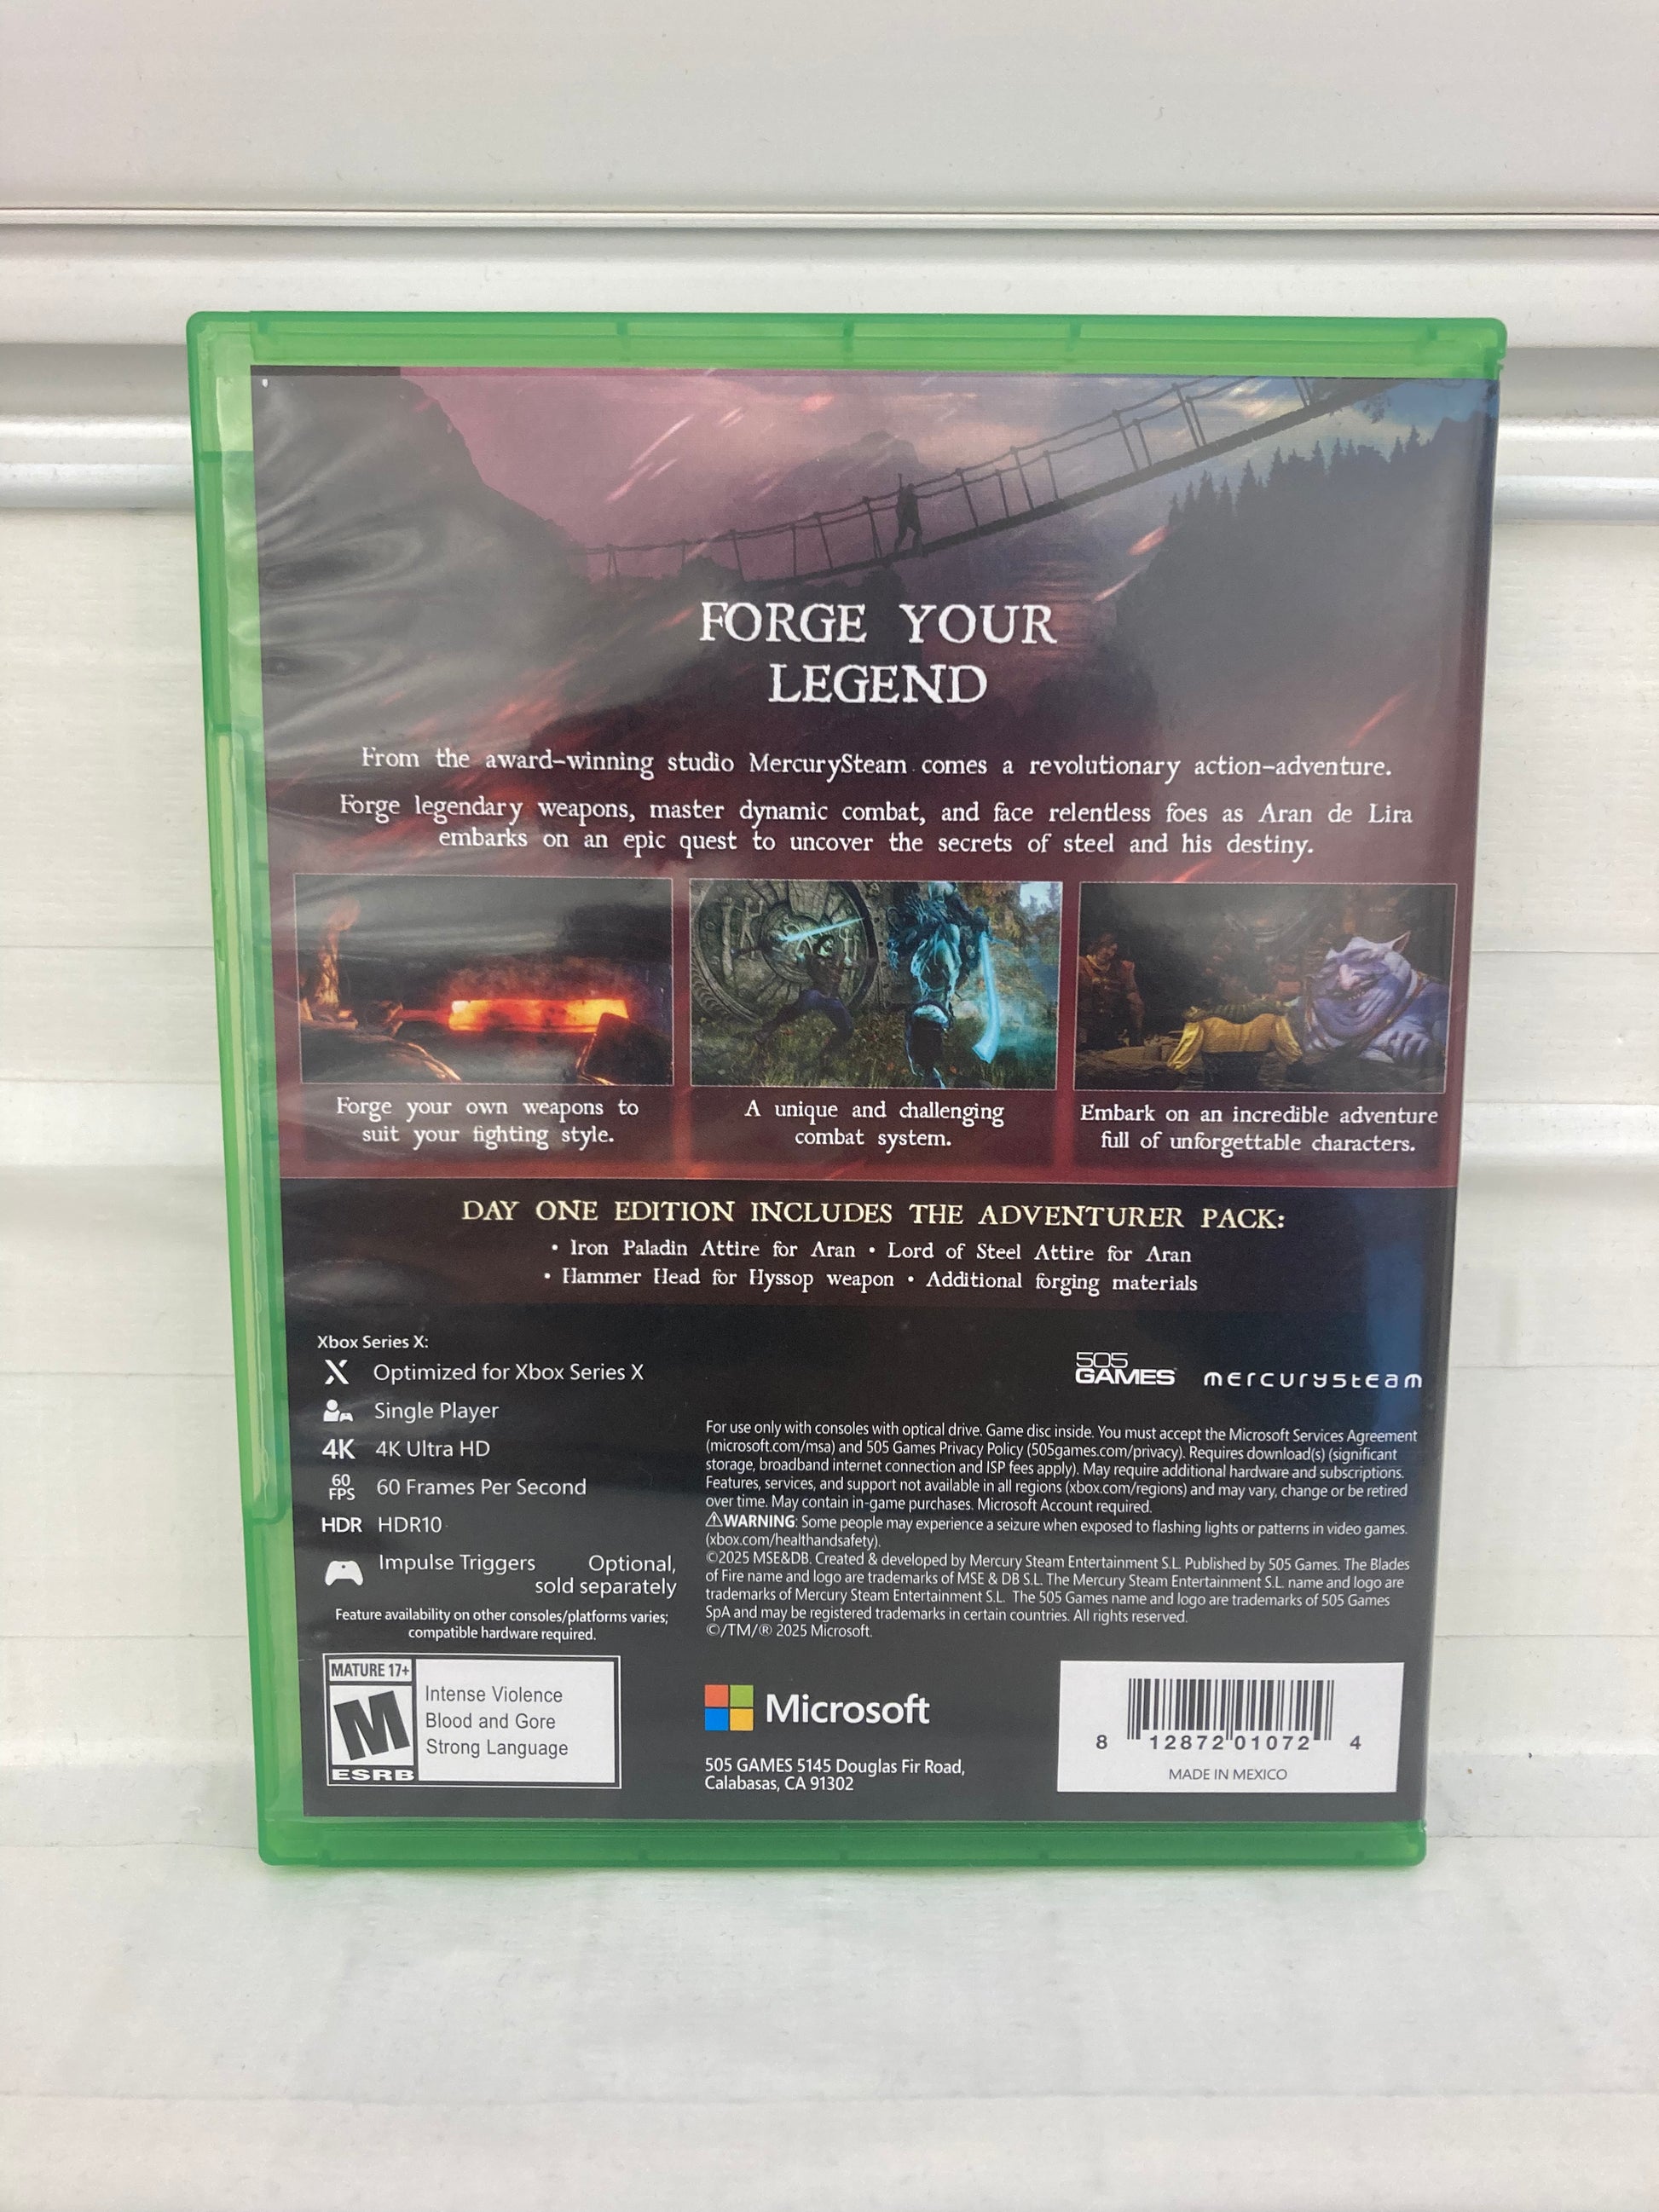 FORGE YOUR
LEGEND
From the award-winning studio MercurySteam comes a revolutionary action-adventure.
Forge legendary weapons, master dynamic combat, and face relentless foes as Aran de Lira
embarks on an epic quest to uncover the secrets of steel and his destiny.
Forge your own weapons to
suit your fighting style.
A unique and challenging
combat system.
Embark on an incredible adventure
full of unforgettable characters.
DAY ONE EDITION INCLUDES THE ADVENTURER PACK:
• Iron Paladin Attire for Aran • Lord of Steel Attire for Aran
• Hammer Head for Hyssop weapon • Additional forging materials
Xbox Series X:
X Optimized for Xbox Series X
Single Player
4K 4K Ultra HD
60 FPS 60 Frames Per Second
HDR HDR10
Impulse Triggers Optional,
sold separately
Feature availability on other consoles/platforms varies;
compatible hardware required.
505 GAMES mercurysteam
For use only with consoles with optical drive. Game disc inside. You must accept the Microsoft Services Agreement
(microsoft.com/msa) and 505 Games Privacy Policy (505games.com/privacy). Requires download(s) (significant
storage, broadband internet connection and ISP fees apply). May require additional hardware and subscriptions.
Features, services, and support not available in all regions (xbox.com/regions) and may vary, change or be retired
over time. May contain in-game purchases. Microsoft Account required.
⚠WARNING: Some people may experience a seizure when exposed to flashing lights or patterns in video games.
(xbox.com/healthandsafety).
©2025 MSE&DB. Created & developed by Mercury Steam Entertainment S.L. Published by 505 Games. The Blades
of Fire name and logo are trademarks of MSE & DB S.L. The Mercury Steam Entertainment S.L. name and logo are
trademarks of Mercury Steam Entertainment S.L. The 505 Games name and logo are trademarks of 505 Games
SpA and may be registered trademarks in certain countries. All rights reserved.
©/TM/® 2025 Microsoft.
MATURE 17+
M
ESRB
Intense Violence
Blood and Gore
Strong Language
Microsoft
505 GAMES 5145 Douglas Fir Road,
Calabasas, CA 91302
8 12872 01072 4
MADE IN MEXICO